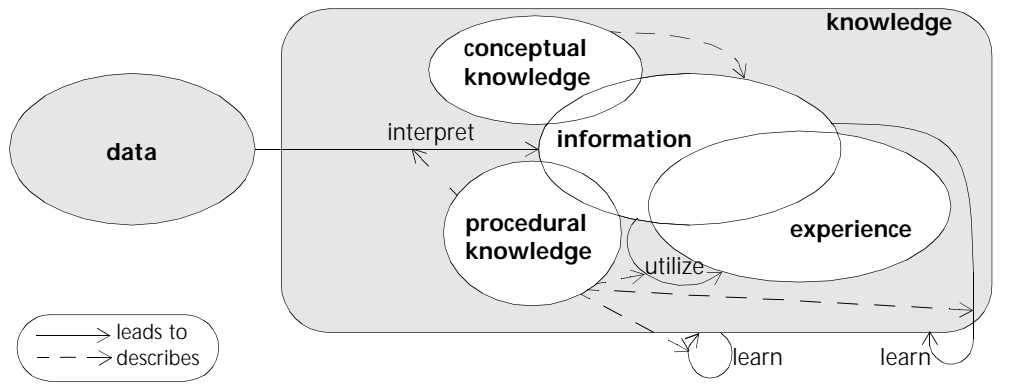 knowledge
conceptual
knowledge
interpret
information
data
procedural
knowledge
experience
utilize
leads to
describes
learn
learn